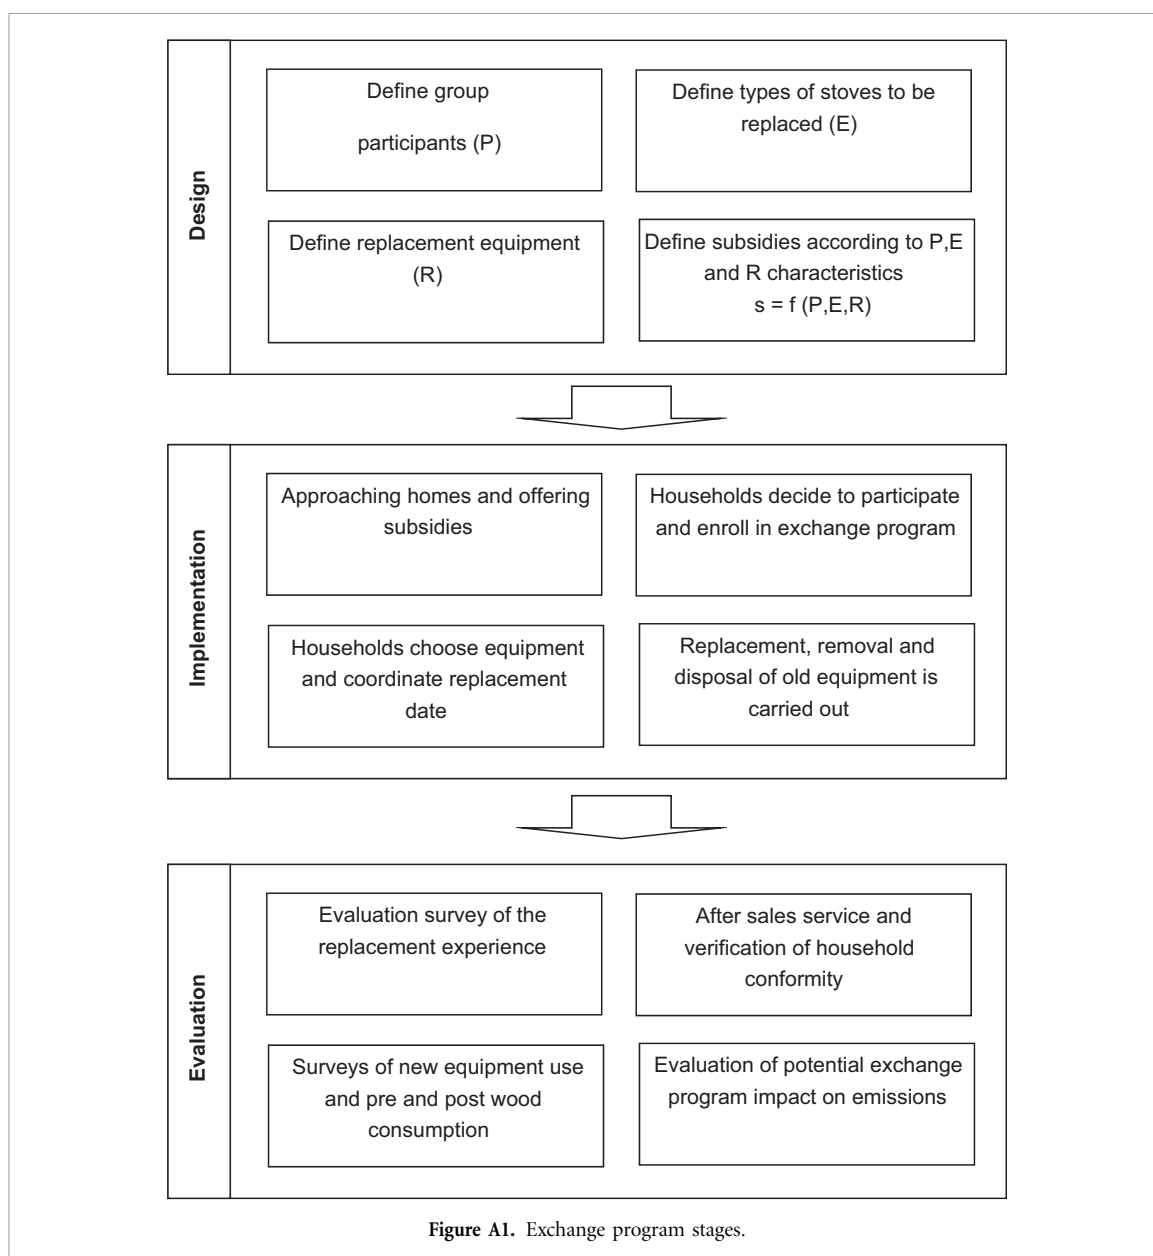 Design
Define group
participants (P)
Define types of stoves to be
replaced (E)
Define replacement equipment
(R)
Define subsidies according to P,E
and R characteristics
s = f (P,E,R)
Implementation
Approaching homes and offering
subsidies
Households decide to participate
and enroll in exchange program
Households choose equipment
and coordinate replacement
date
Replacement, removal and
disposal of old equipment is
carried out
Evaluation
Evaluation survey of the
replacement experience
After sales service and
verification of household
conformity
Surveys of new equipment use
and pre and post wood
consumption
Evaluation of potential exchange
program impact on emissions
Figure A1. Exchange program stages.